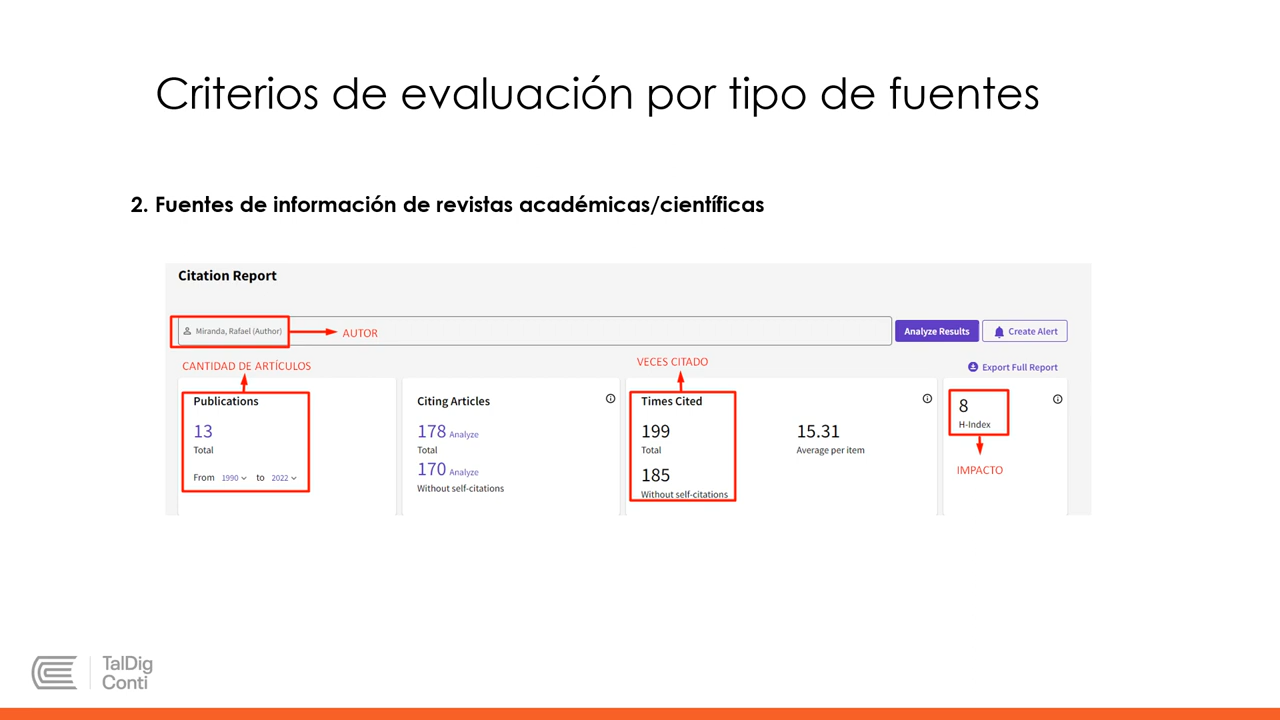 Criterios de evaluación por tipo de fuentes
2. Fuentes de información de revistas académicas/científicas
Citation Report
Miranda, Rafael (Author)
AUTOR
Analyze Results
Create Alert
CANTIDAD DE ARTÍCULOS
VECES CITADO
Export Full Report
Publications
13
Total
From 1990 to 2022
Citing Articles
178 Analyze
Total
170 Analyze
Without self-citations
Times Cited
199
Total
185
Without self-citations
15.31
Average per item
8
H-Index
IMPACTO
TalDig
Conti